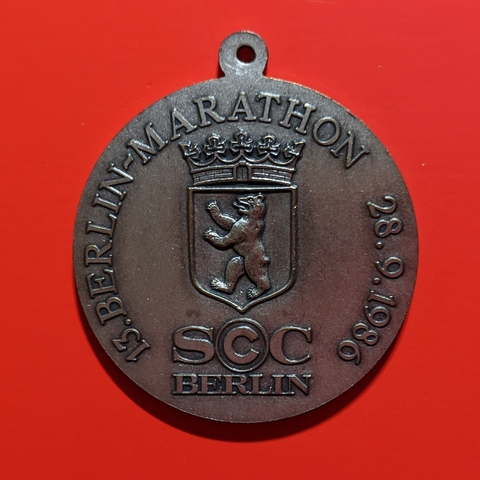 13. BERLIN-MARATHON
28.9.1986
SCC
BERLIN